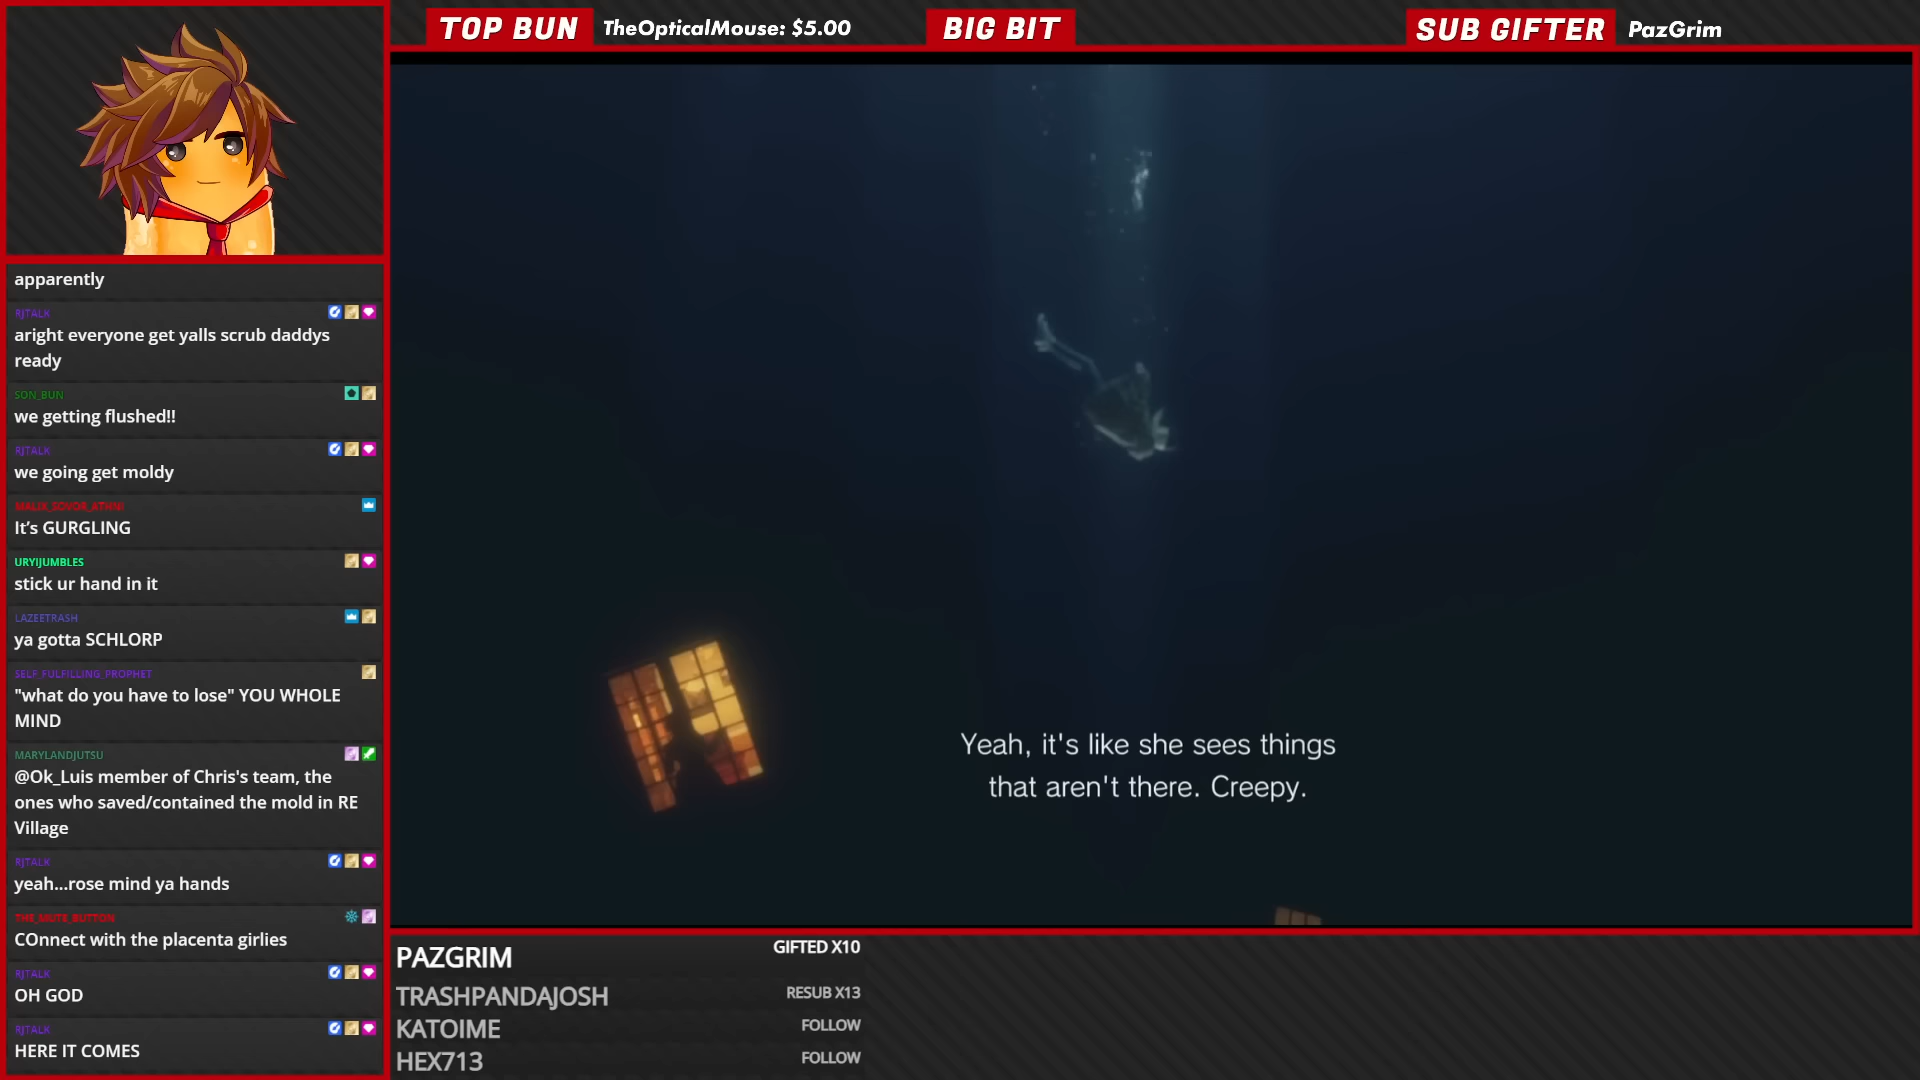 TOP BUN TheOpticalMouse: $5.00 BIG BIT SUB GIFTER PazGrim
apparently
RJTALK
aright everyone get yalls scrub daddys
ready
SON_BUN
we getting flushed!!
RJTALK
we going get moldy
MALIX_SOVOR_ATHNI
It's GURGLING
URYIJUMBLES
stick ur hand in it
LAZEETRASH
ya gotta SCHLORP
SELF_FULFILLING_PROPHET
"what do you have to lose" YOU WHOLE
MIND
MARYLANDJUTSU
@Ok_Luis member of Chris's team, the
ones who saved/contained the mold in RE
Village
RJTALK
yeah...rose mind ya hands
THE_MUTE_BUTTON
COnnect with the placenta girlies
RJTALK
OH GOD
RJTALK
HERE IT COMES
Yeah, it's like she sees things
that aren't there. Creepy.
PAZGRIM GIFTED X10
TRASHPANDAJOSH RESUB X13
KATOIME FOLLOW
HEX713 FOLLOW